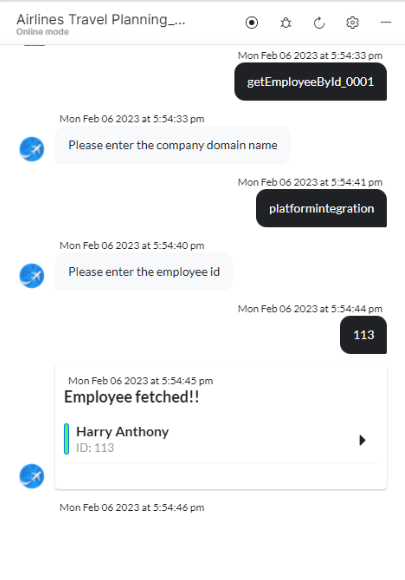 Airlines Travel Planning_...
Online mode
Mon Feb 06 2023 at 5:54:33 pm
getEmployeeById_0001
Mon Feb 06 2023 at 5:54:33 pm
Please enter the company domain name
Mon Feb 06 2023 at 5:54:41 pm
platformintegration
Mon Feb 06 2023 at 5:54:40 pm
Please enter the employee id
Mon Feb 06 2023 at 5:54:44 pm
113
Mon Feb 06 2023 at 5:54:45 pm
Employee fetched!!
Harry Anthony
ID: 113
Mon Feb 06 2023 at 5:54:46 pm